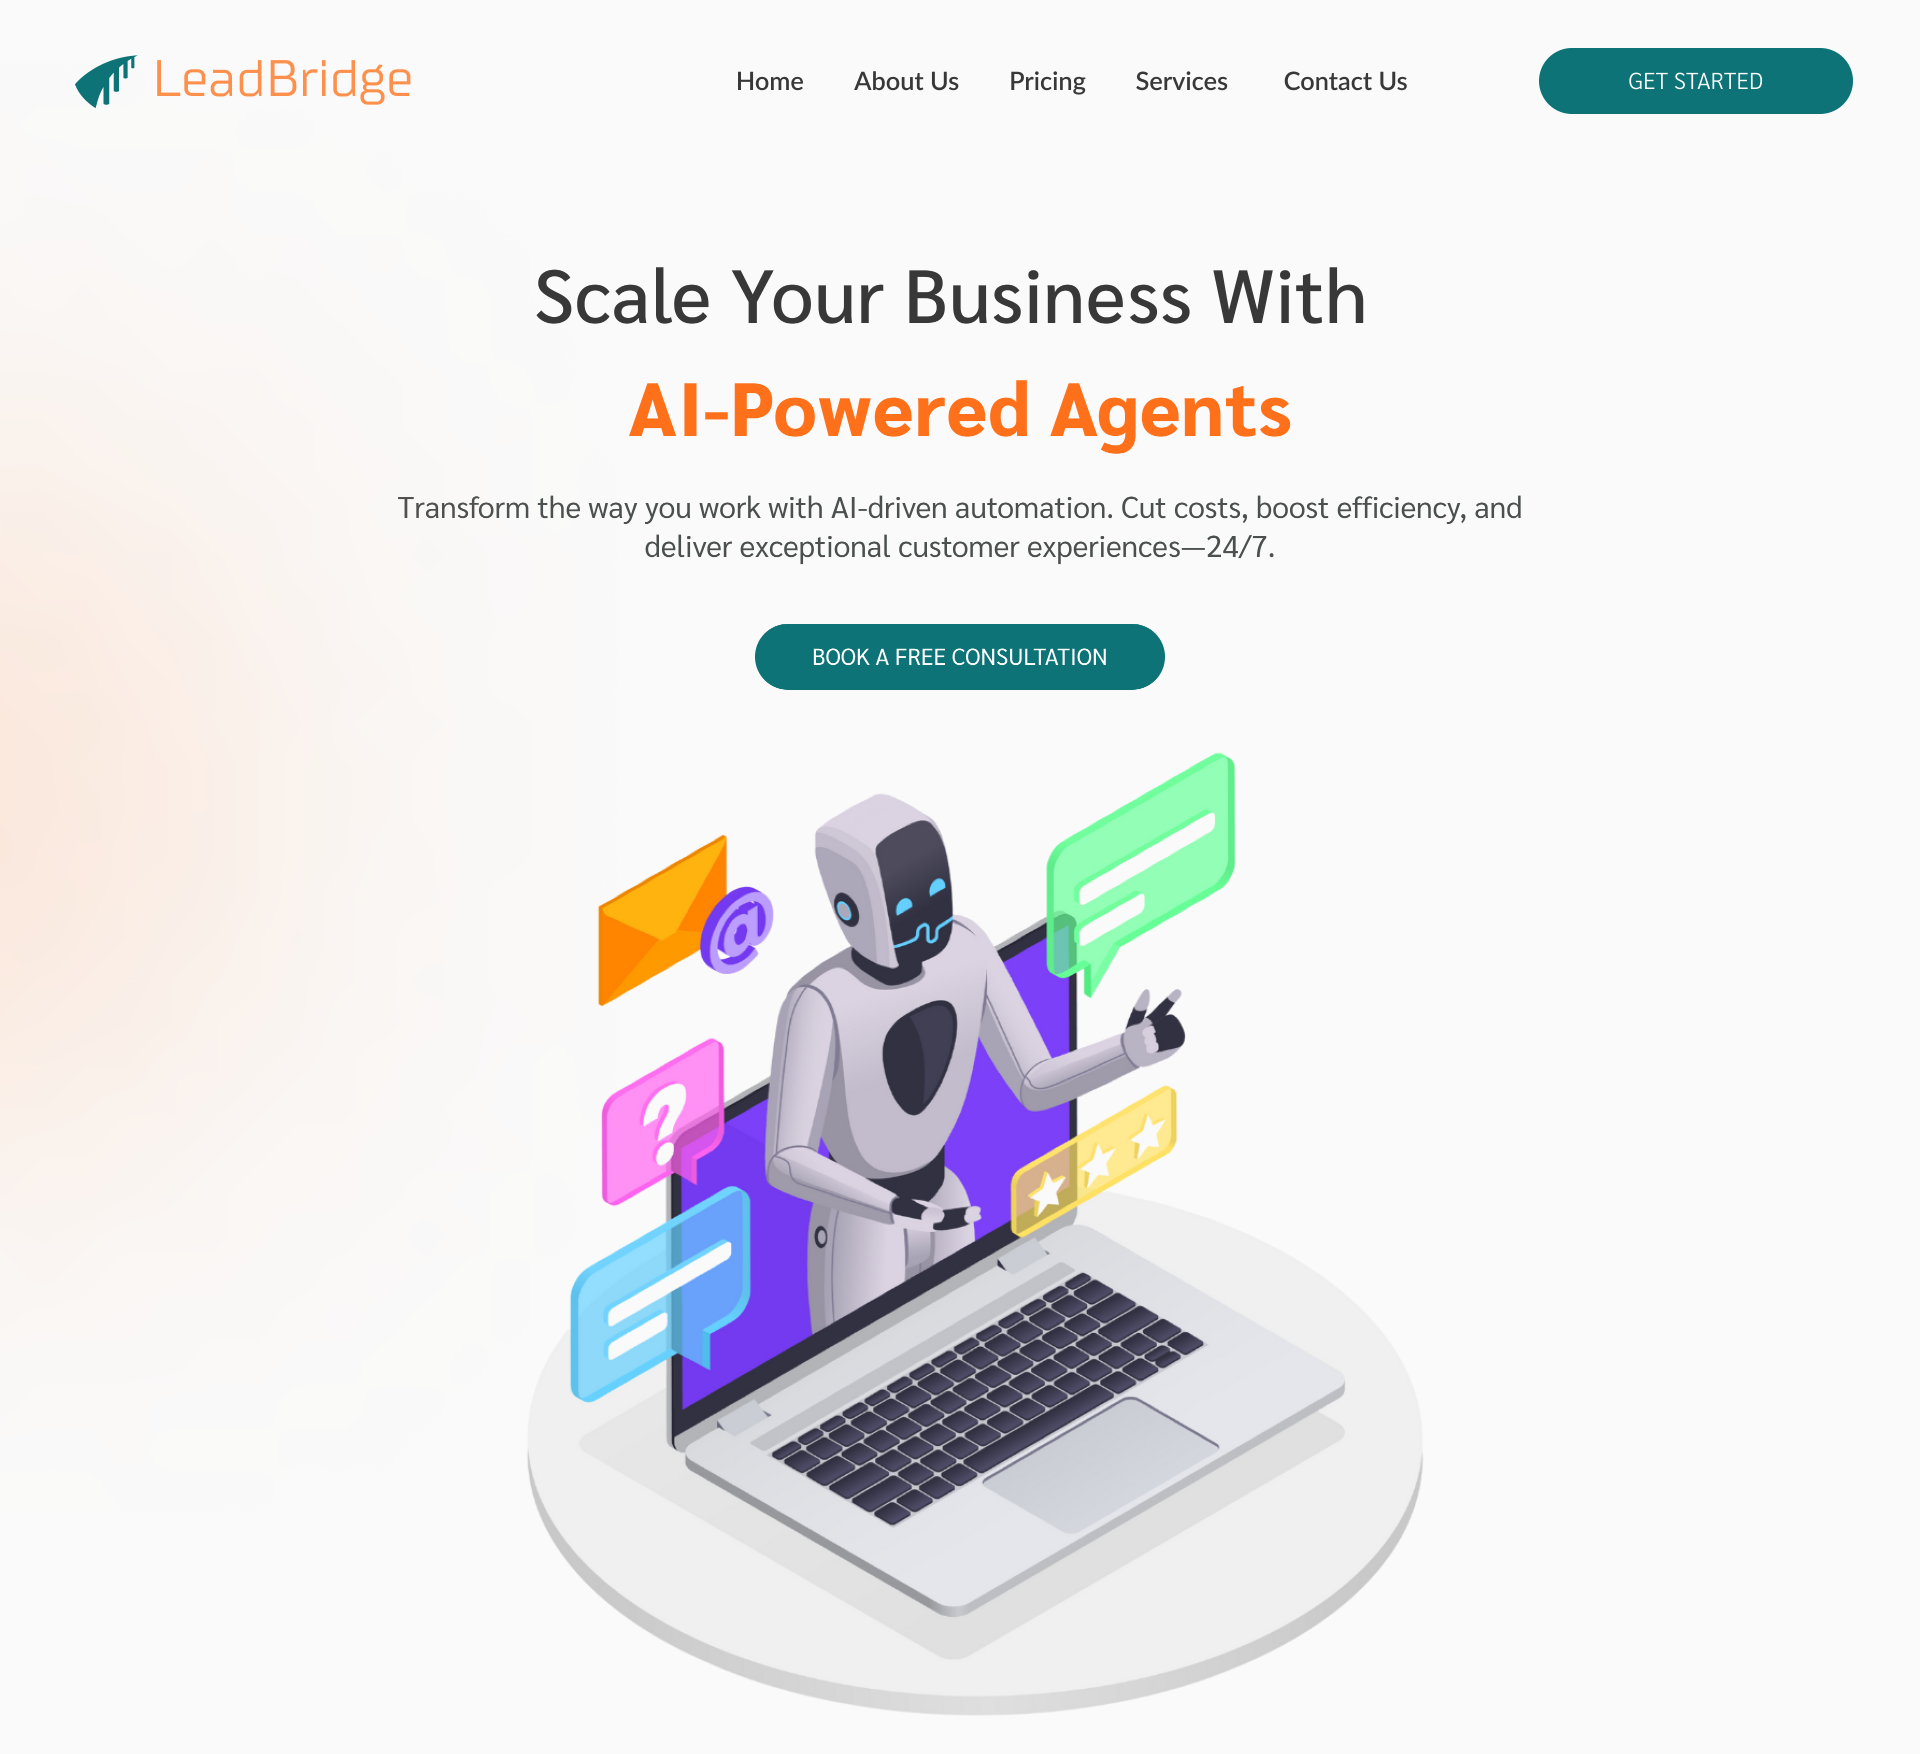 LeadBridge
Home About Us Pricing Services Contact Us
GET STARTED
Scale Your Business With
AI-Powered Agents
Transform the way you work with AI-driven automation. Cut costs, boost efficiency, and
deliver exceptional customer experiences—24/7.
BOOK A FREE CONSULTATION
@
?